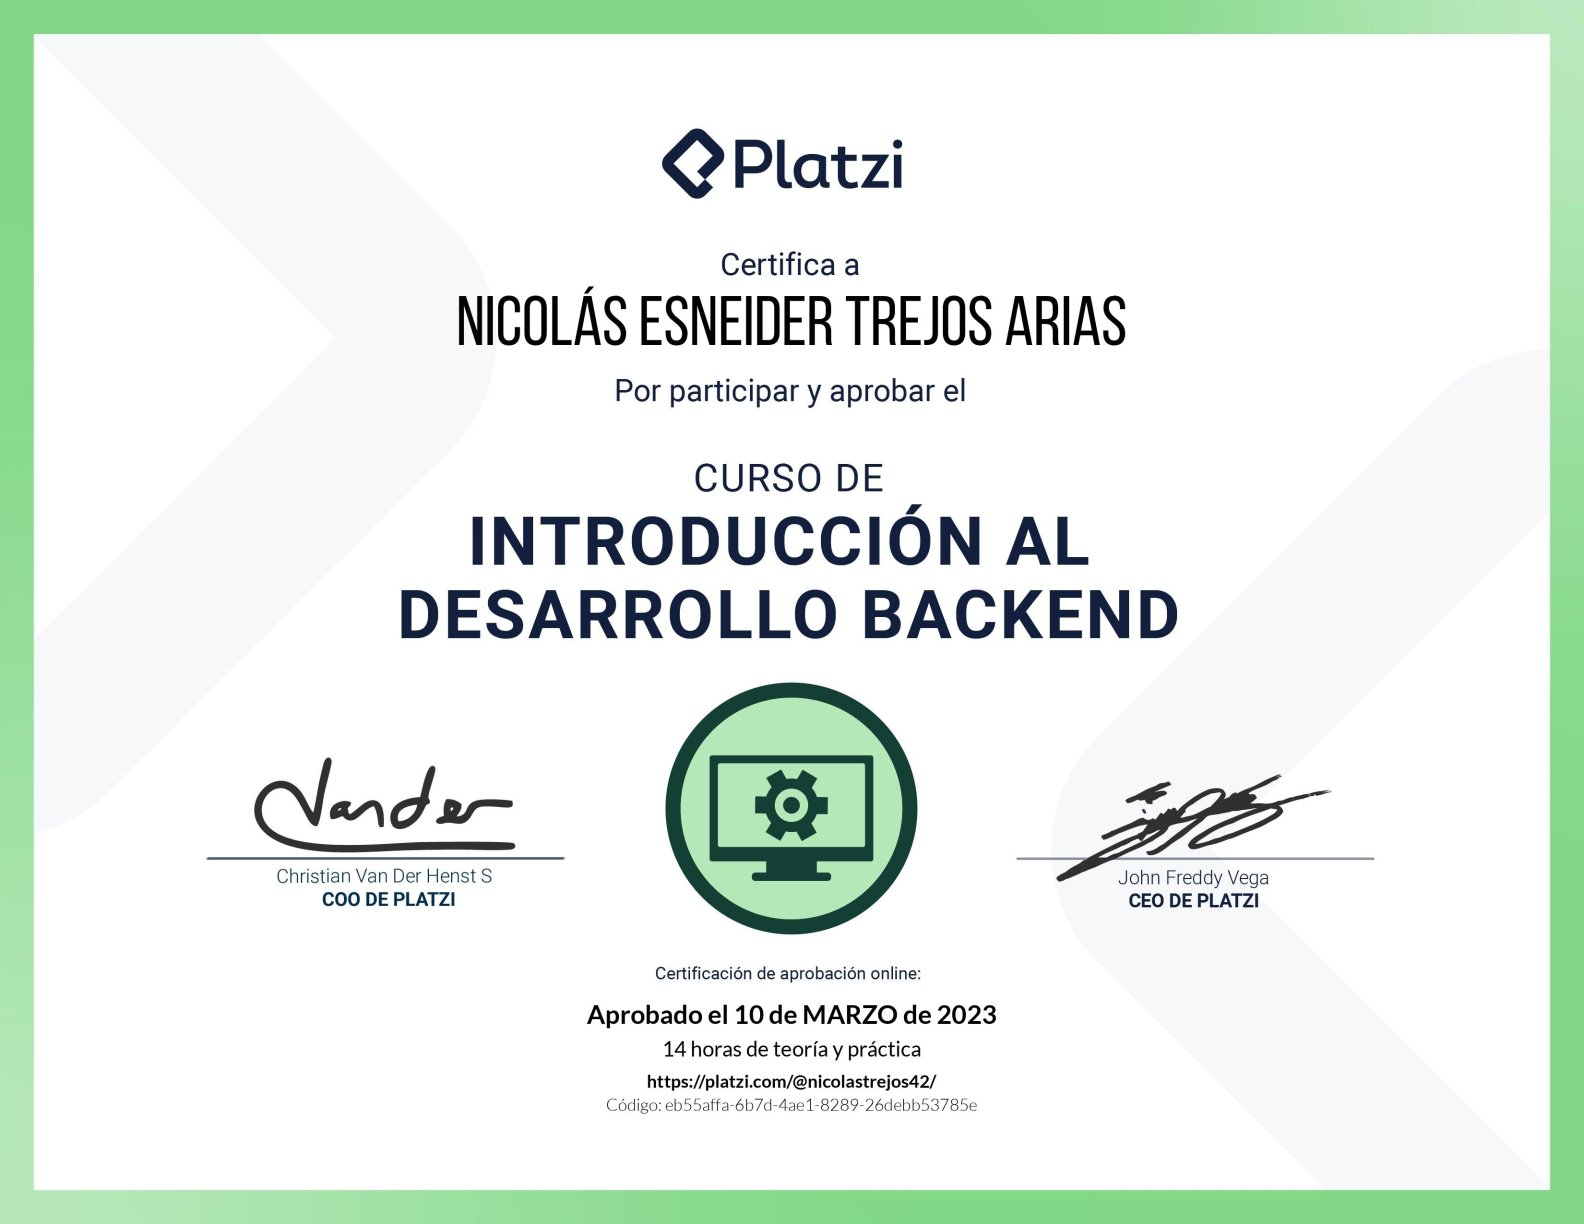 Platzi
Certifica a
NICOLÁS ESNEIDER TREJOS ARIAS
Por participar y aprobar el
CURSO DE
INTRODUCCIÓN AL
DESARROLLO BACKEND
Vander
Christian Van Der Henst S
COO DE PLATZI
John Freddy Vega
CEO DE PLATZI
Certificación de aprobación online:
Aprobado el 10 de MARZO de 2023
14 horas de teoría y práctica
https://platzi.com/@nicolastrejos42/
Código: eb55affa-6b7d-4ae1-8289-26debb53785e